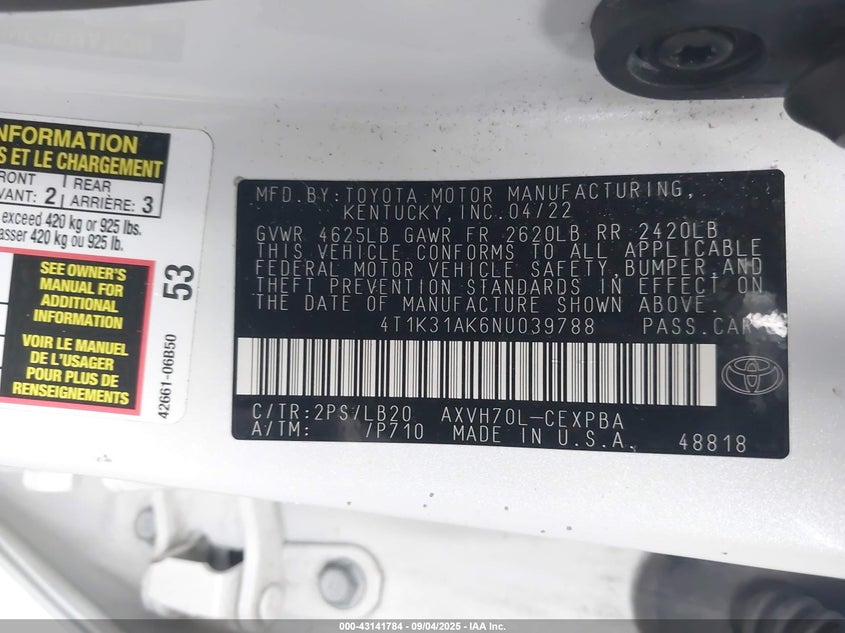 INFORMATION
S ET LE CHARGEMENT
FRONT
VANT: 2
REAR
ARRIÈRE: 3
exceed 420 kg or 925 lbs.
asser 420 kg ou 925 lb.
SEE OWNER'S
MANUAL FOR
ADDITIONAL
INFORMATION
VOIR LE MANUEL
DE L'USAGER
POUR PLUS DE
RENSEIGNEMENTS
53
42661-06B50
MFD.BY:TOYOTA MOTOR MANUFACTURING,
KENTUCKY, INC.04/22
GVWR 4625LB GAWR FR 2620LB RR 2420LB
THIS VEHICLE CONFORMS TO ALL APPLICABLE
FEDERAL MOTOR VEHICLE SAFETY,BUMPER,AND
THEFT PREVENTION STANDARDS IN EFFECT ON
THE DATE OF MANUFACTURE SHOWN ABOVE.
4T1K31AK6NU039788 PASS.CAR
C/TR:2PS/LB20 AXVH70L-CEXPBA
A/TM: /P710 MADE IN U.S.A. 48818
000-43141784 - 09/04/2025 - IAA Inc.